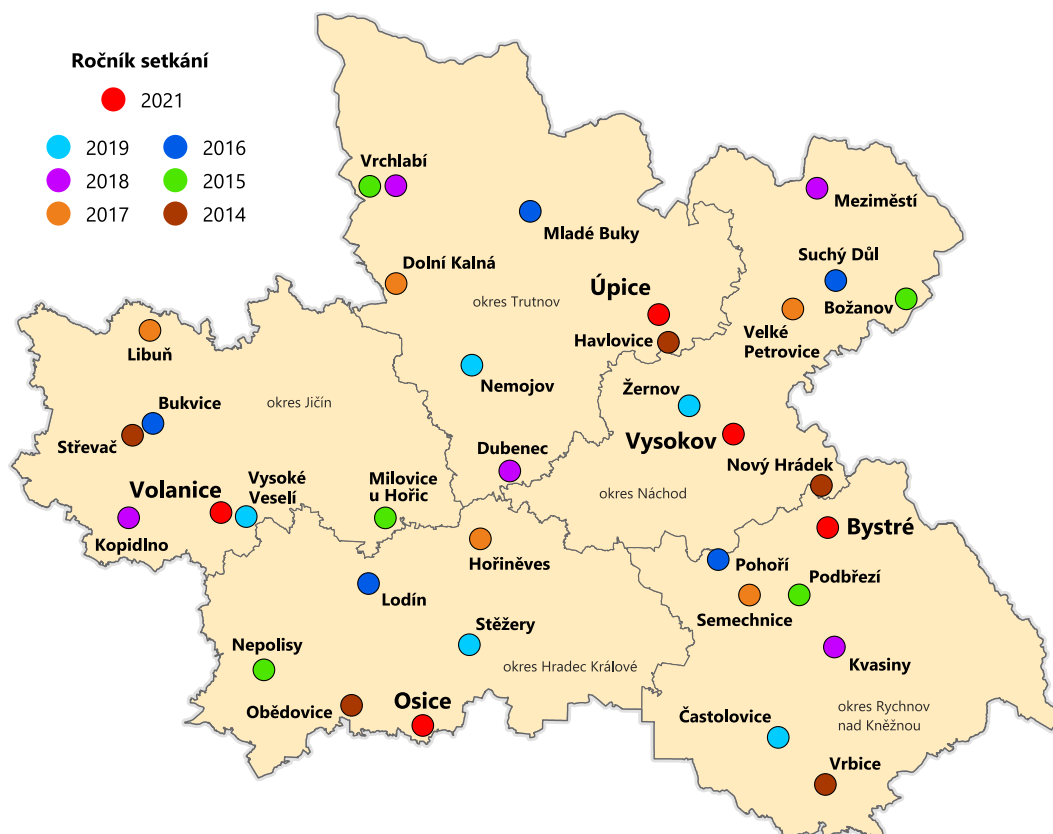 Ročník setkání
2021
2019
2016
2018
2015
2017
2014
Vrchlabí
Meziměstí
Mladé Buky
Suchý Důl
Dolní Kalná
Úpice
okres Trutnov
Božanov
Velké
Petrovice
Havlovice
Libuň
Nemojov
Žernov
okres Jičín
Bukvice
Střevač
Vysokov
Dubenec
Nový Hrádek
Vysoké
Veselí
Milovice
u Hořic
Volanice
okres Náchod
Bystré
Kopidlno
Hořiněves
Pohoří
Podbřezí
Lodín
Semechnice
Stěžery
Nepolisy
okres Hradec Králové
Kvasiny
Osice
Obědovice
okres Rychnov
nad Kněžnou
Častolovice
Vrbice